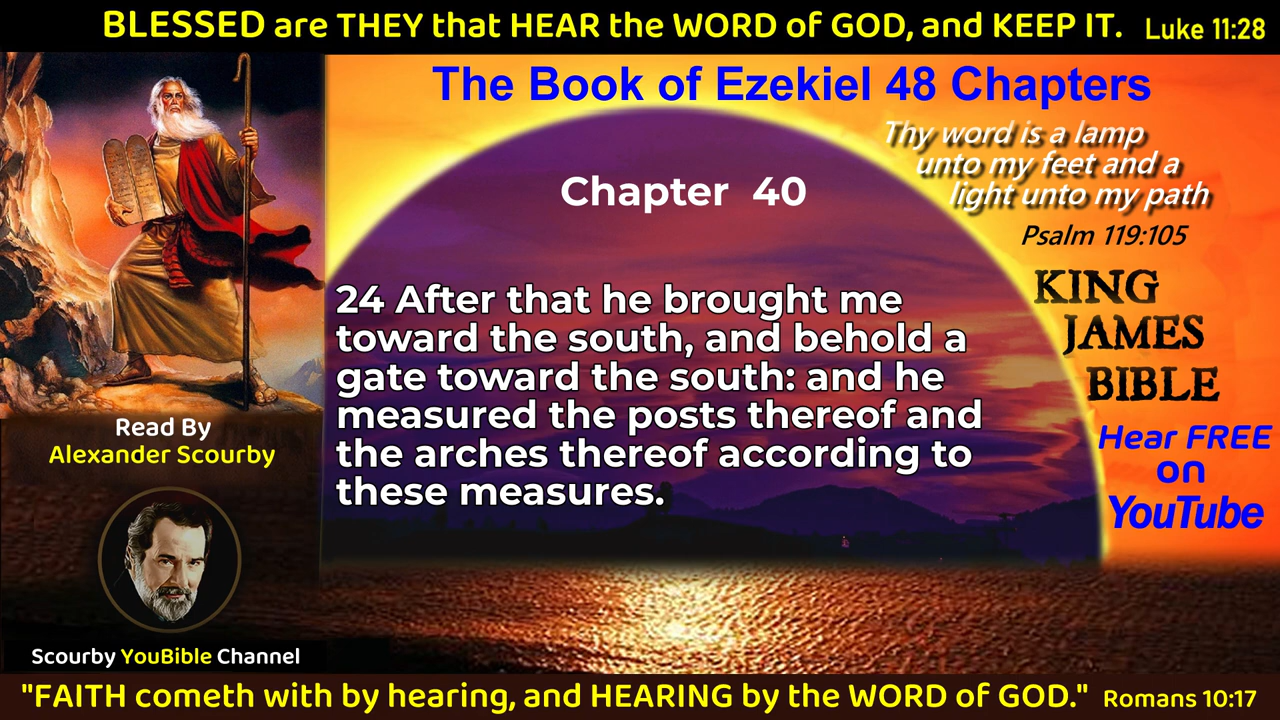 BLESSED are THEY that HEAR the WORD of GOD, and KEEP IT. Luke 11:28
The Book of Ezekiel 48 Chapters
Thy word is a lamp
unto my feet and a
light unto my path
Psalm 119:105
Chapter 40
24 After that he brought me
toward the south, and behold a
gate toward the south: and he
measured the posts thereof and
the arches thereof according to
these measures.
KING
JAMES
BIBLE
Hear FREE
on
YouTube
Read By
Alexander Scourby
Scourby YouBible Channel
"FAITH cometh with by hearing, and HEARING by the WORD of GOD." Romans 10:17